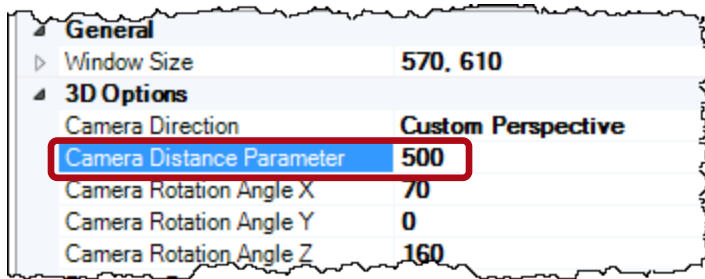 General
Window Size 570, 610
3D Options
Camera Direction Custom Perspective
Camera Distance Parameter 500
Camera Rotation Angle X 70
Camera Rotation Angle Y 0
Camera Rotation Angle Z 160